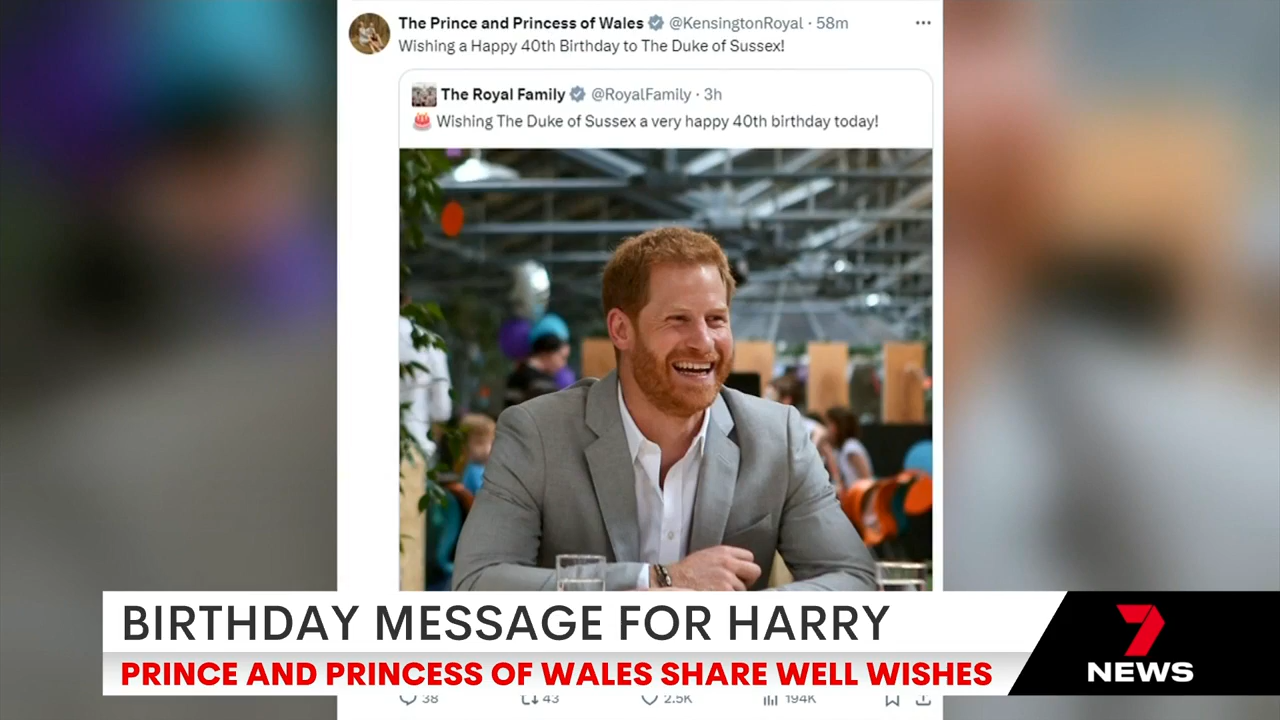 The Prince and Princess of Wales @KensingtonRoyal · 58m
Wishing a Happy 40th Birthday to The Duke of Sussex!
The Royal Family @RoyalFamily · 3h
🎂 Wishing The Duke of Sussex a very happy 40th birthday today!
BIRTHDAY MESSAGE FOR HARRY
PRINCE AND PRINCESS OF WALES SHARE WELL WISHES
7
NEWS
38 43 2.5K 194K